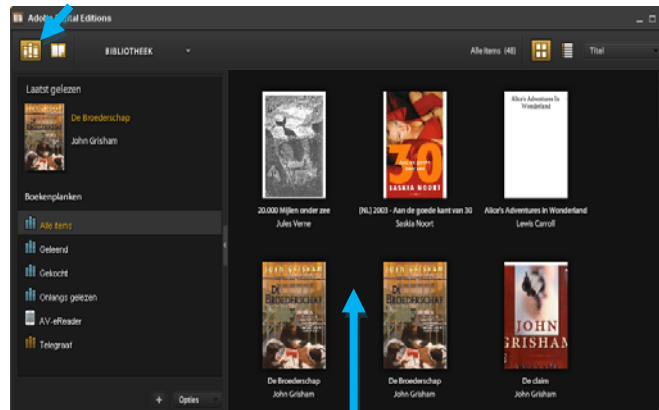 Adobe Digital Editions
BIBLIOTHEEK
Alle items (48)
Titel
Laatst gelezen
De Broederschap
John Grisham
Boekenplanken
Alle items
Geleend
Gekocht
Onlangs gelezen
AV-eReader
Telegraaf
+ Opties
30
SASKIA NOORT
Alice's Adventures In
Wonderland
20.000 Mijlen onder zee
Jules Verne
[NL] 2003 - Aan de goede kant van 30
Saskia Noort
Alice's Adventures in Wonderland
Lewis Carroll
JOHN GRISHAM
DE
BROEDERSCHAP
JOHN GRISHAM
DE
BROEDERSCHAP
JOHN
GRISHAM
De Broederschap
John Grisham
De Broederschap
John Grisham
De claim
John Grisham